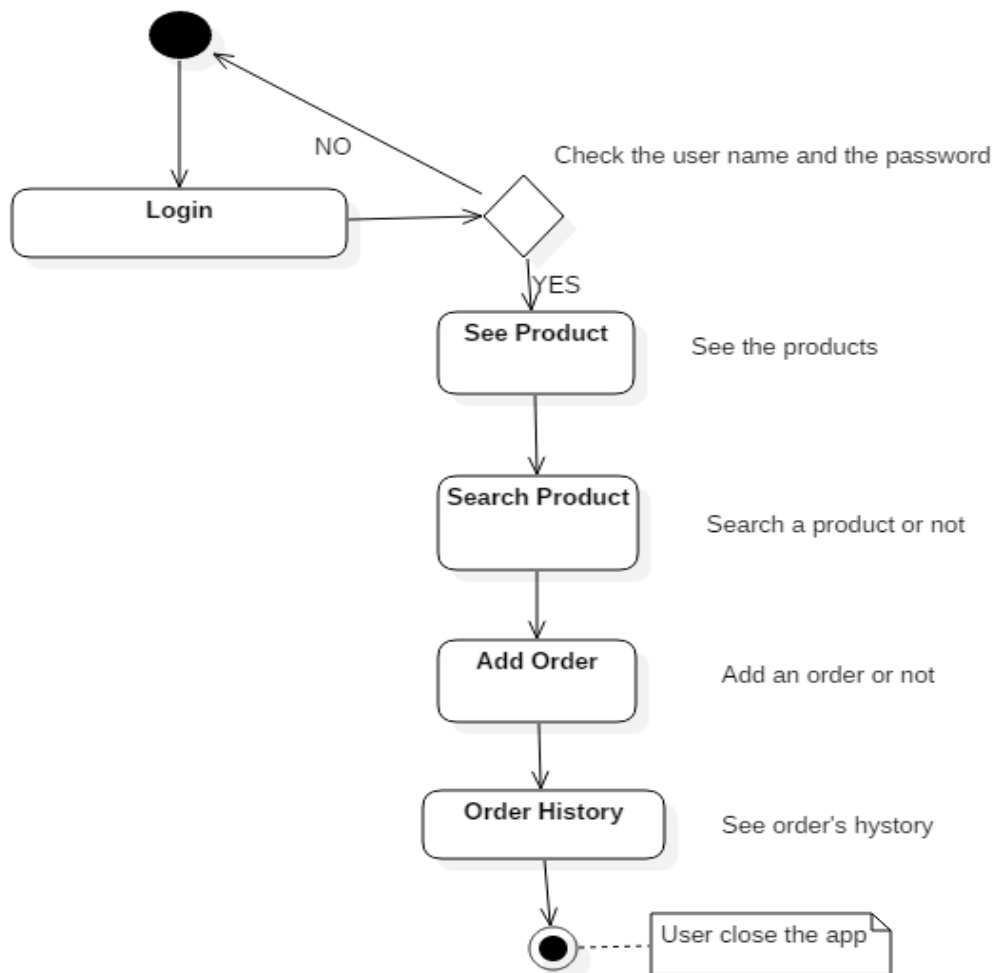 NO
Check the user name and the password
Login
YES
See Product
See the products
Search Product
Search a product or not
Add Order
Add an order or not
Order History
See order's hystory
User close the app